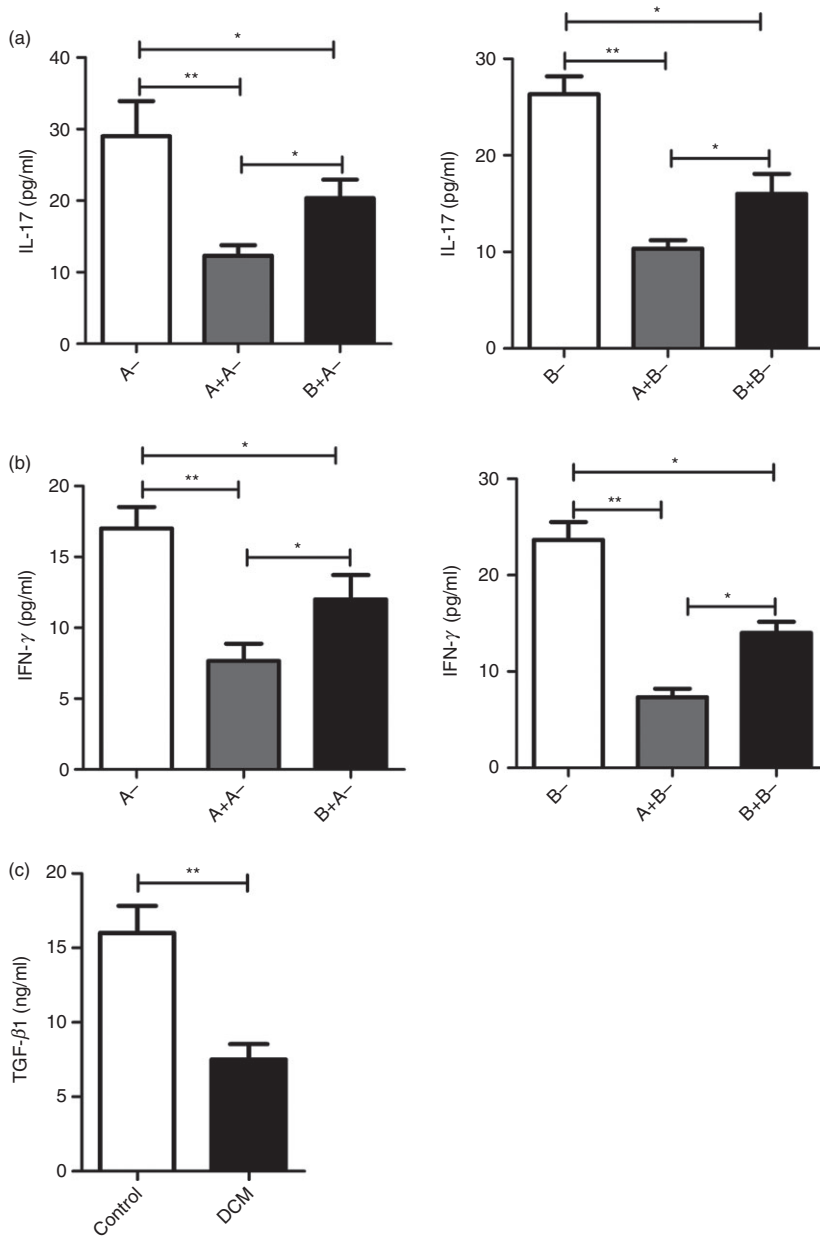 (a)
*
**
*
40
30
20
10
0
IL-17 (pg/ml)
A–
A+A–
B+A–
*
**
*
30
20
10
0
IL-17 (pg/ml)
B–
A+B–
B+B–
(b)
*
**
*
20
15
10
5
0
IFN-γ (pg/ml)
A–
A+A–
B+A–
*
**
*
30
20
10
0
IFN-γ (pg/ml)
B–
A+B–
B+B–
(c)
**
20
15
10
5
0
TGF-β1 (ng/ml)
Control
DCM